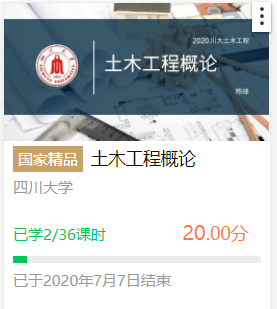 2020川大土木工程
土木工程概论
熊峰
国家精品 土木工程概论
四川大学
已学2/36课时 20.00分
已于2020年7月7日结束